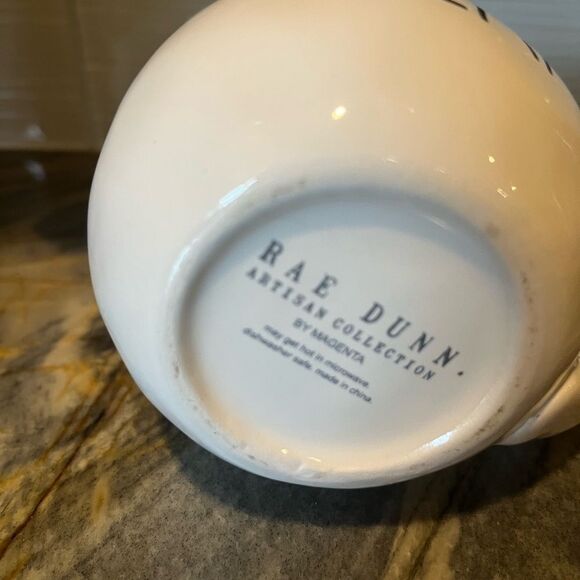 RAE DUNN.
ARTISAN COLLECTION
BY MAGENTA
may get hot in microwave.
dishwasher safe. made in china.